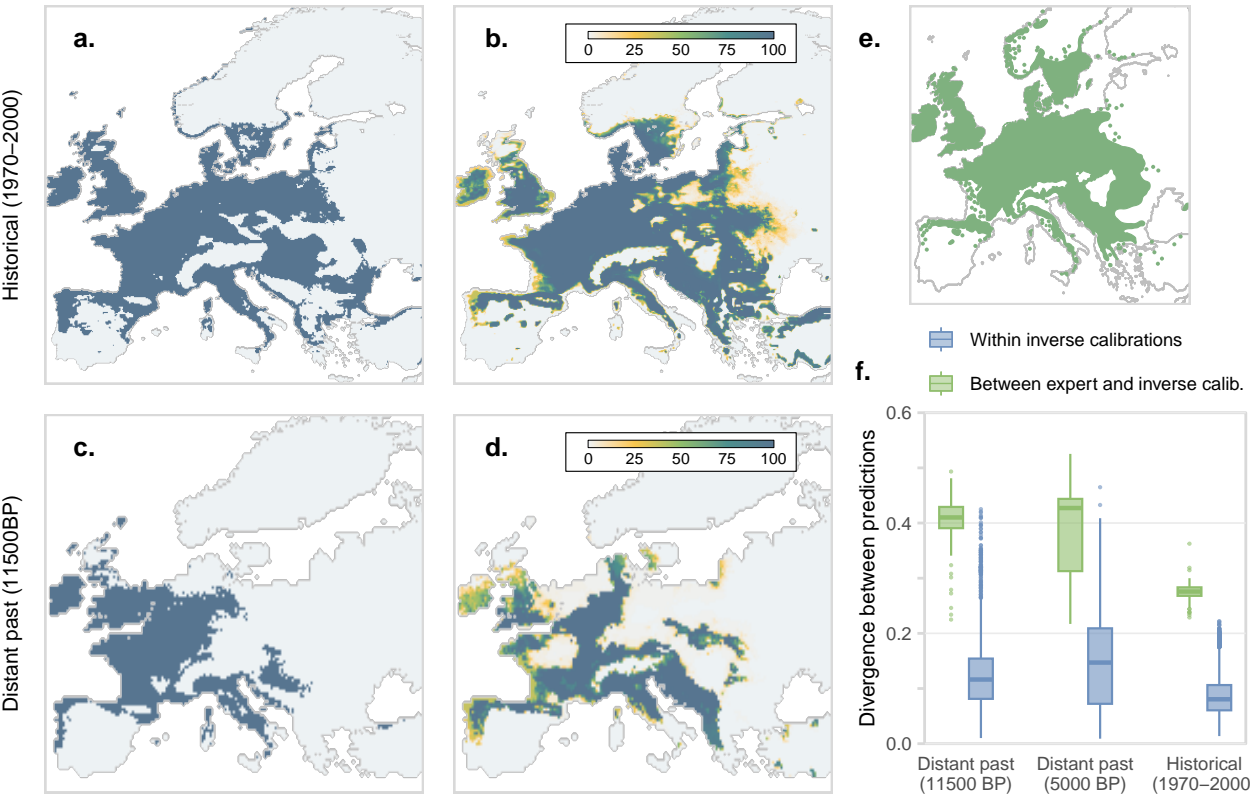 a.
b.
0 25 50 75 100
e.
Historical (1970–2000)
Within inverse calibrations
Between expert and inverse calib.
f.
c.
d.
0 25 50 75 100
Distant past (11500BP)
Divergence between predictions
0.6
0.4
0.2
0.0
Distant past
(11500 BP)
Distant past
(5000 BP)
Historical
(1970–2000